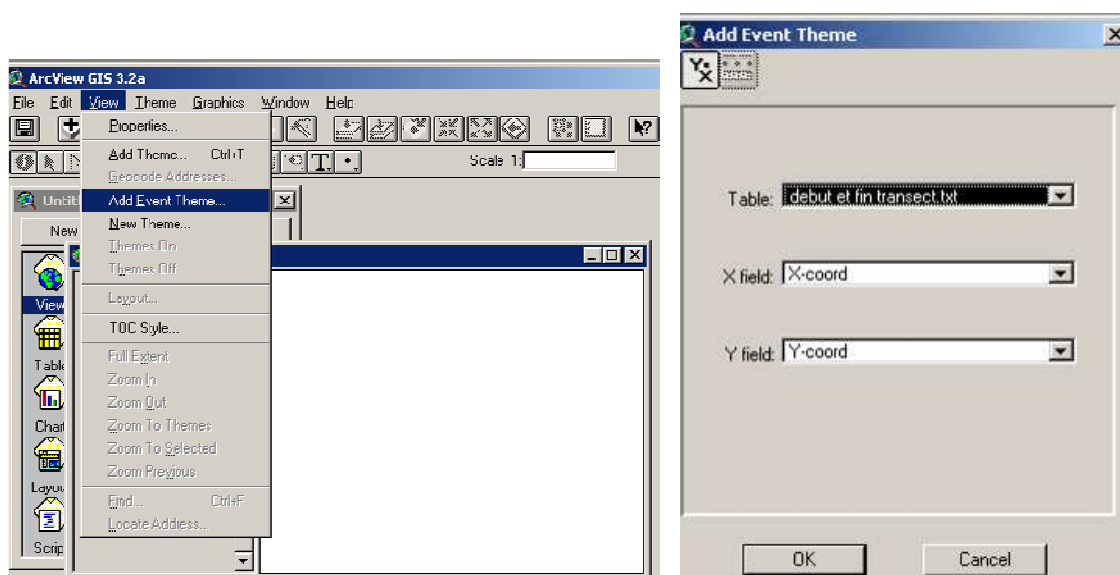 ArcView GIS 3.2a
File Edit View Theme Graphics Window Help
Scale 1:
Properties...
Add Theme... Ctrl+T
Geocode Addresses...
Add Event Theme...
New Theme...
Themes On
Themes Off
Layout...
TOC Style...
Full Extent
Zoom In
Zoom Out
Zoom To Themes
Zoom To Selected
Zoom Previous
Find... Ctrl+F
Locate Address...
Untit
New
View
Table
Chart
Layou
Scrip
Add Event Theme
Table: debut et fin transect.txt
X field: X-coord
Y field: Y-coord
OK Cancel